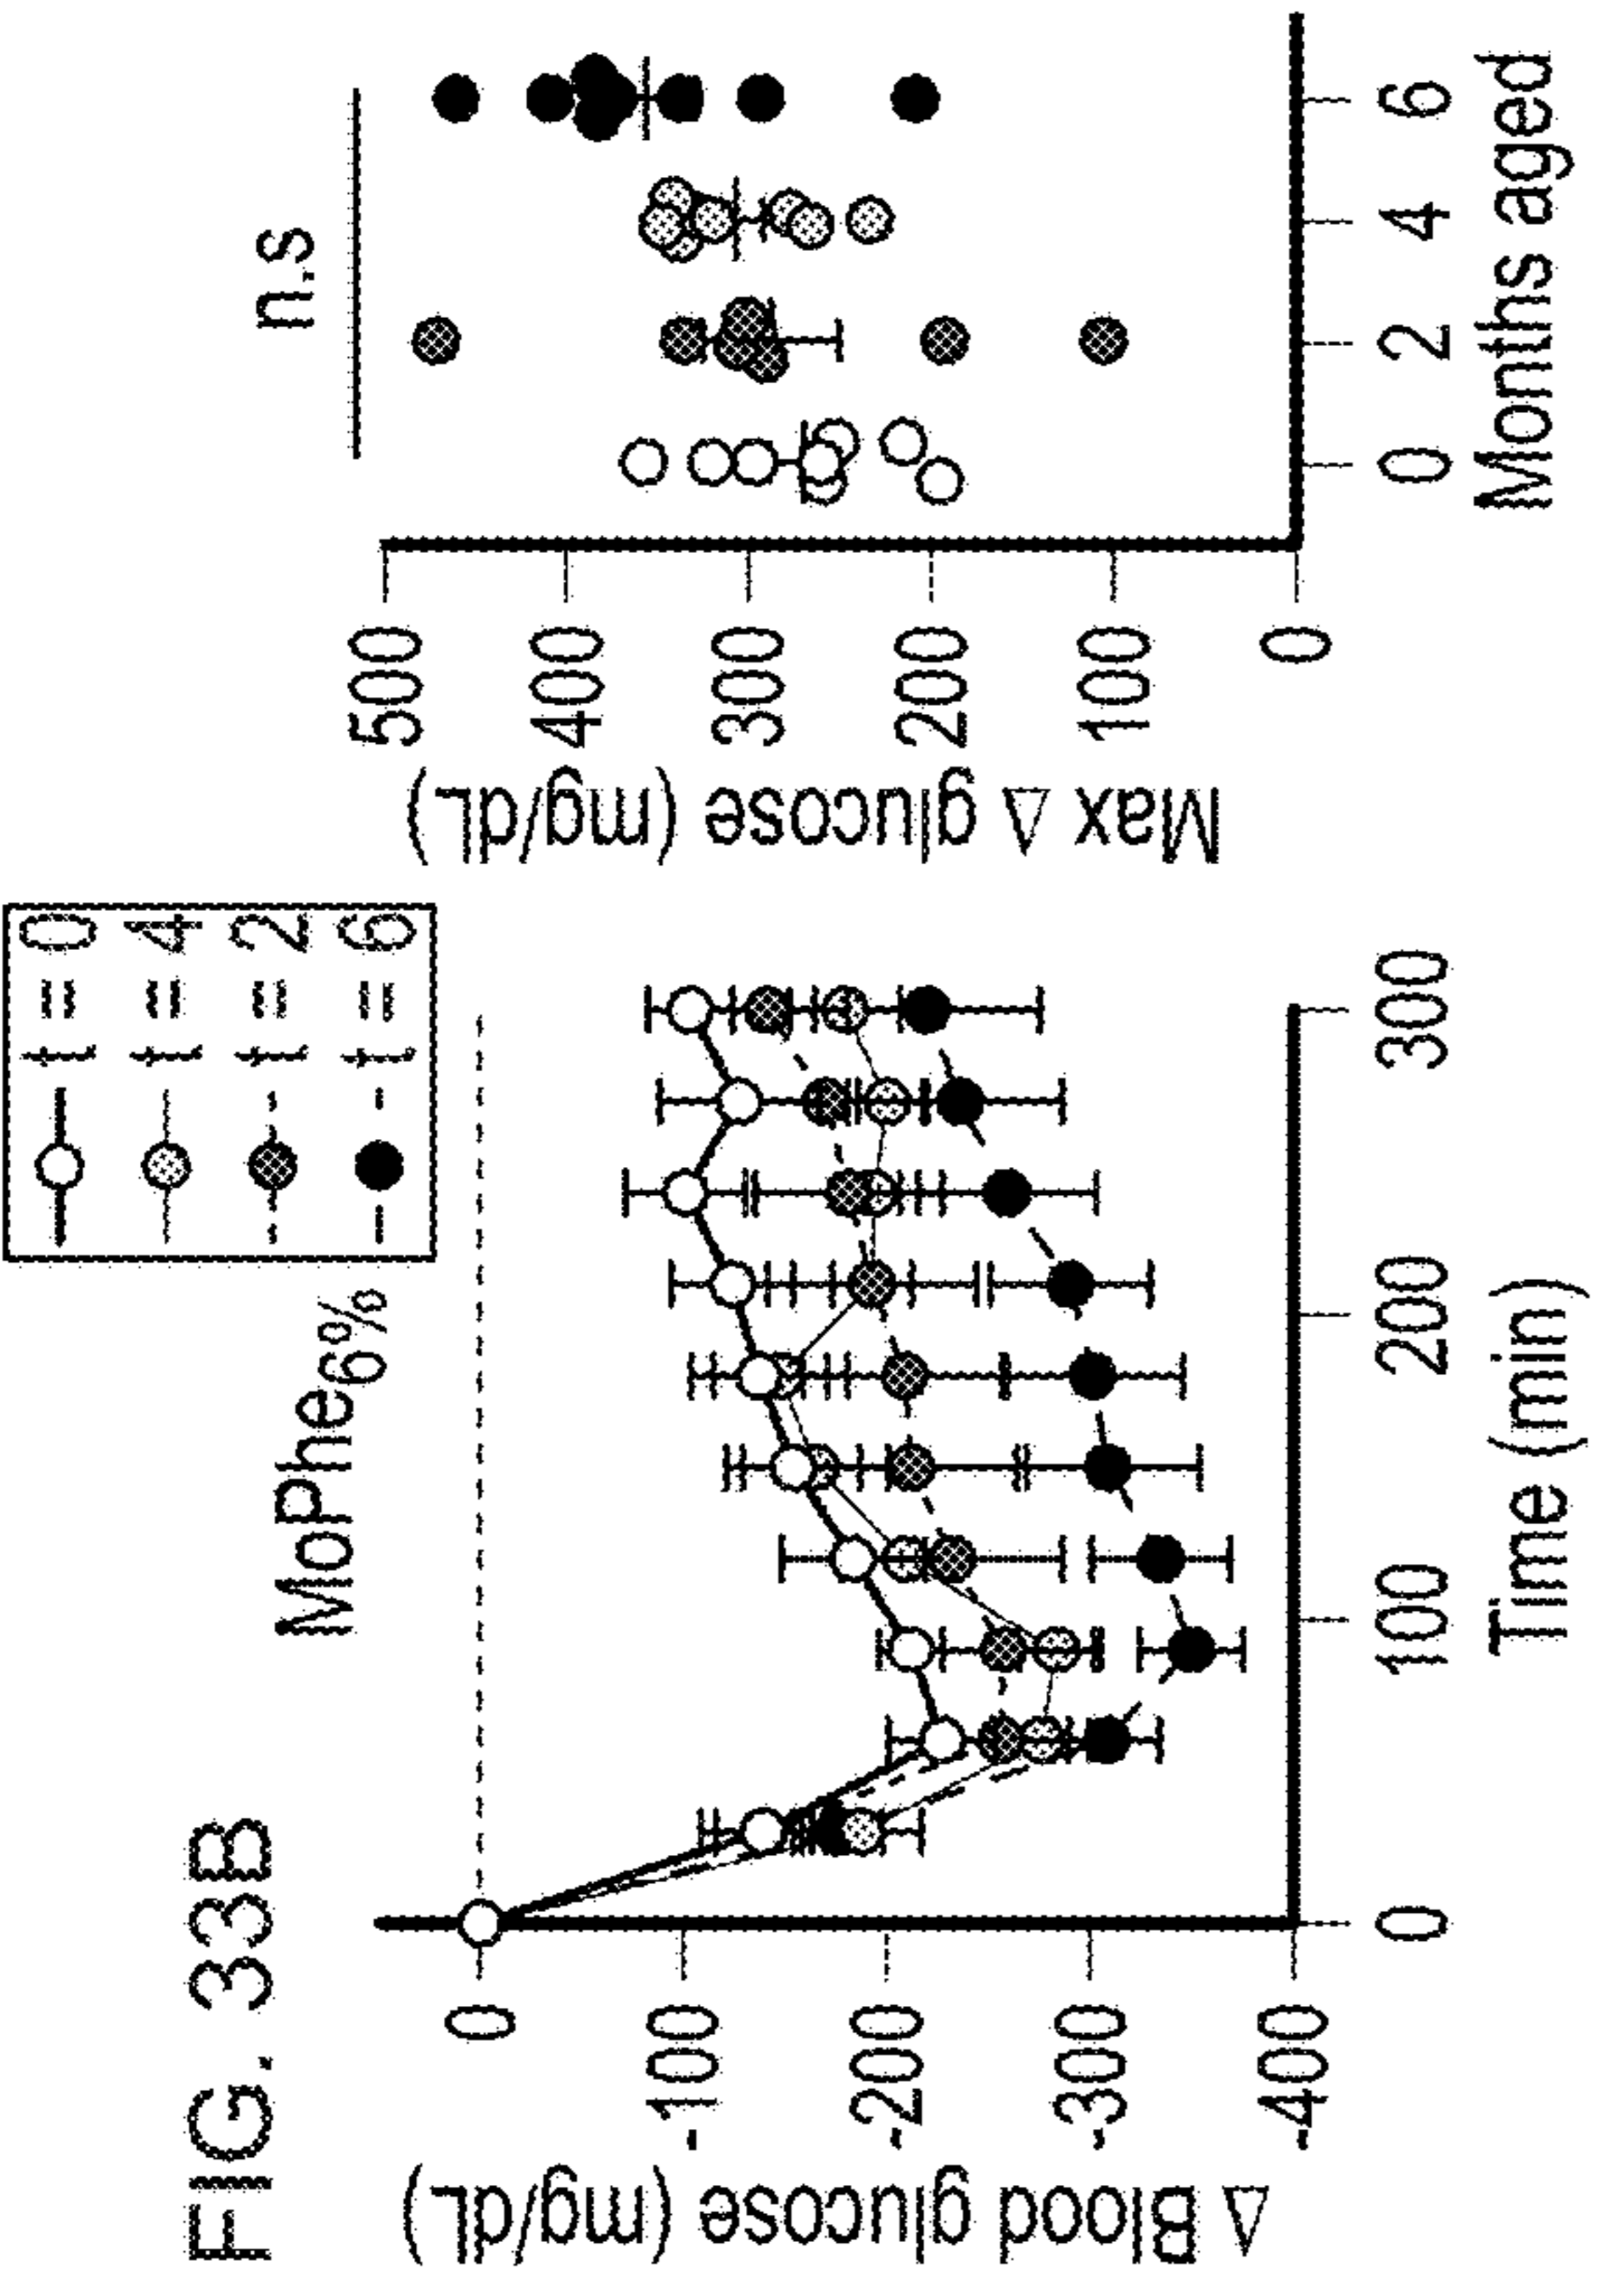 FIG. 33B
MoPhe6%
t = 0
t = 4
t = 2
t = 6
Δ Blood glucose (mg/dL)
0
-100
-200
-300
-400
0
100
200
300
Time (min)
n.s
Max Δ glucose (mg/dL)
500
400
300
200
100
0
0
2
4
6
Months aged